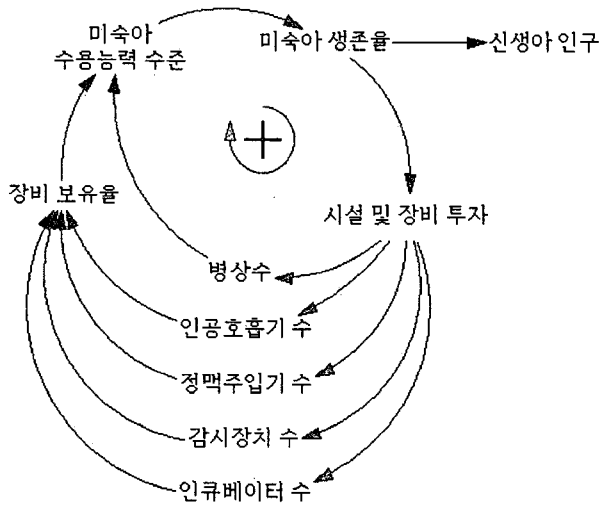 미숙아
수용능력 수준
미숙아 생존율
신생아 인구
장비 보유율
시설 및 장비 투자
병상수
인공호흡기 수
정맥주입기 수
감시장치 수
인큐베이터 수